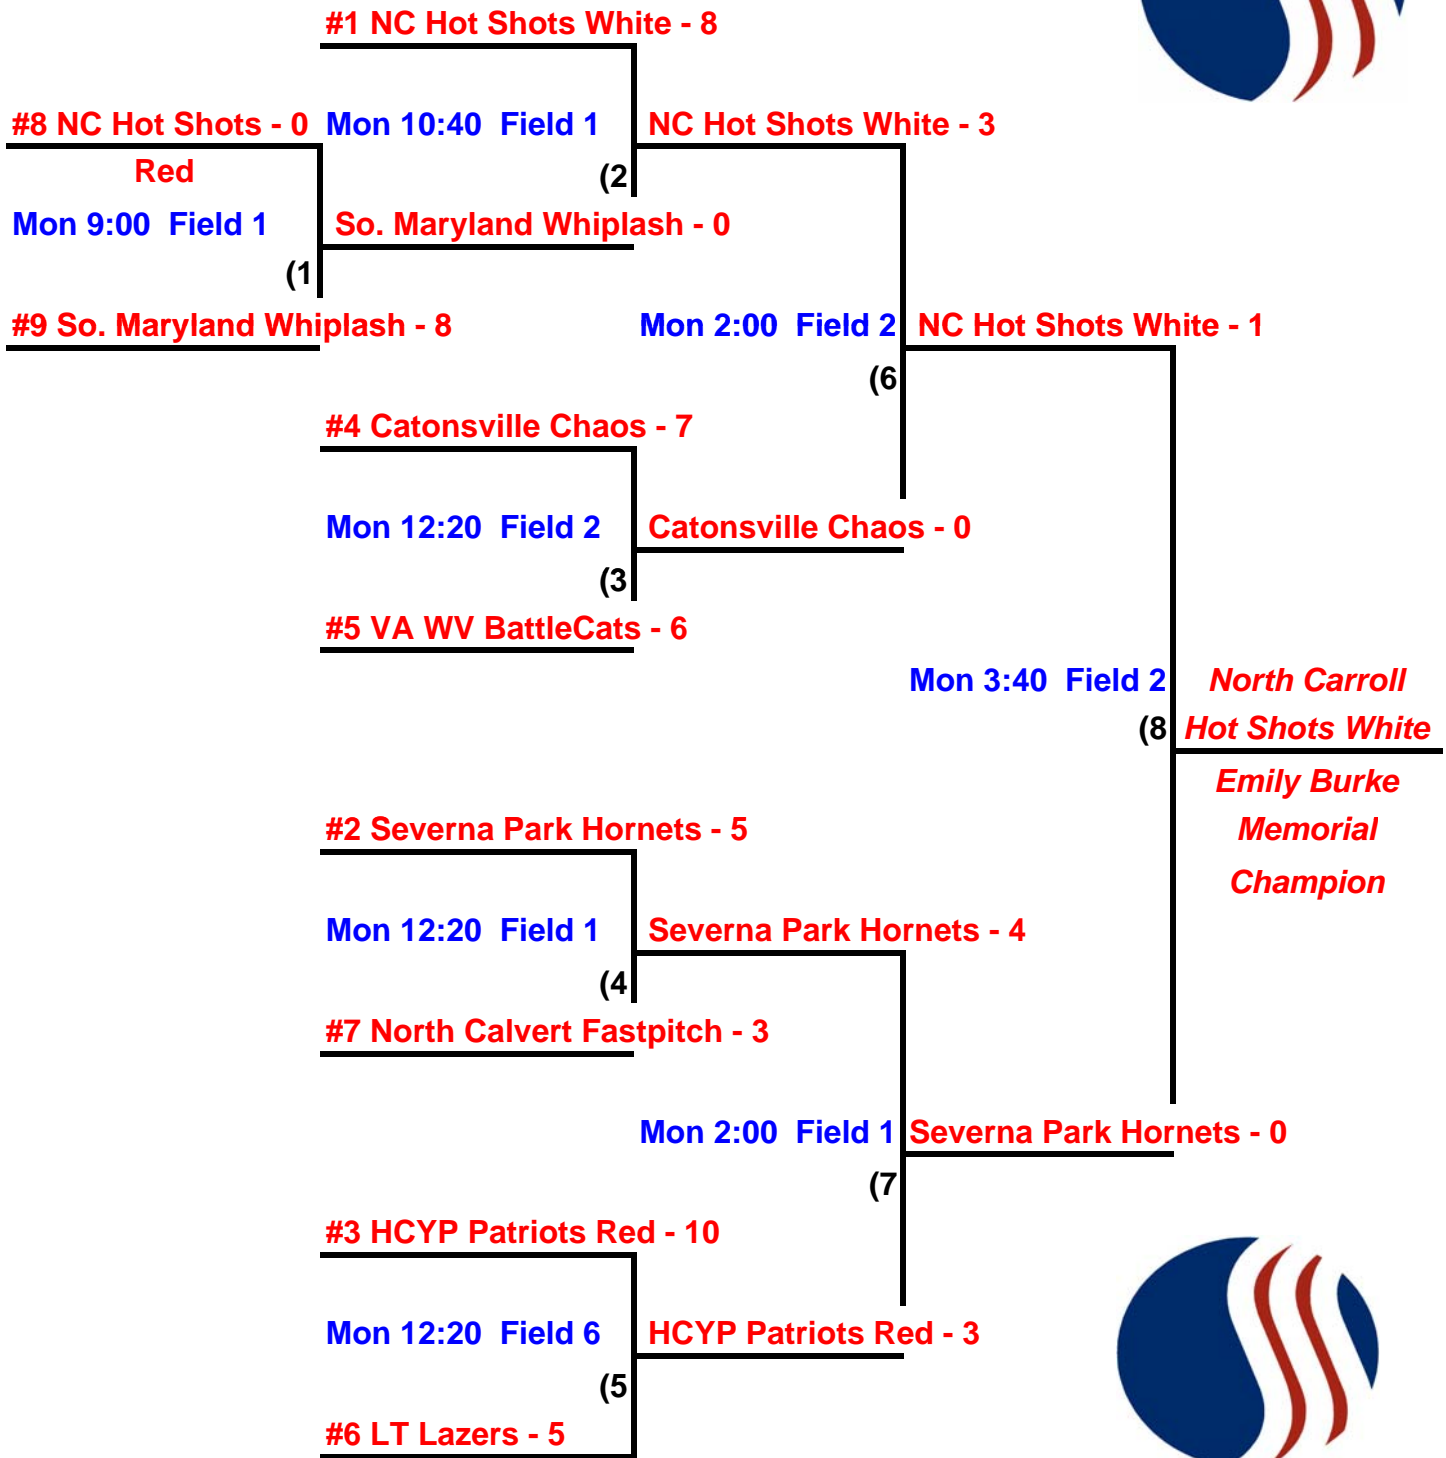 #1 NC Hot Shots White - 8
#8 NC Hot Shots - 0 Mon 10:40 Field 1 NC Hot Shots White - 3
Red
(2
Mon 9:00 Field 1 So. Maryland Whiplash - 0
(1
#9 So. Maryland Whiplash - 8 Mon 2:00 Field 2 NC Hot Shots White - 1
(6
#4 Catonsville Chaos - 7
Mon 12:20 Field 2 Catonsville Chaos - 0
(3
#5 VA WV BattleCats - 6
Mon 3:40 Field 2 North Carroll
(8 Hot Shots White
Emily Burke
#2 Severna Park Hornets - 5 Memorial
Champion
Mon 12:20 Field 1 Severna Park Hornets - 4
(4
#7 North Calvert Fastpitch - 3
Mon 2:00 Field 1 Severna Park Hornets - 0
(7
#3 HCYP Patriots Red - 10
Mon 12:20 Field 6 HCYP Patriots Red - 3
(5
#6 LT Lazers - 5